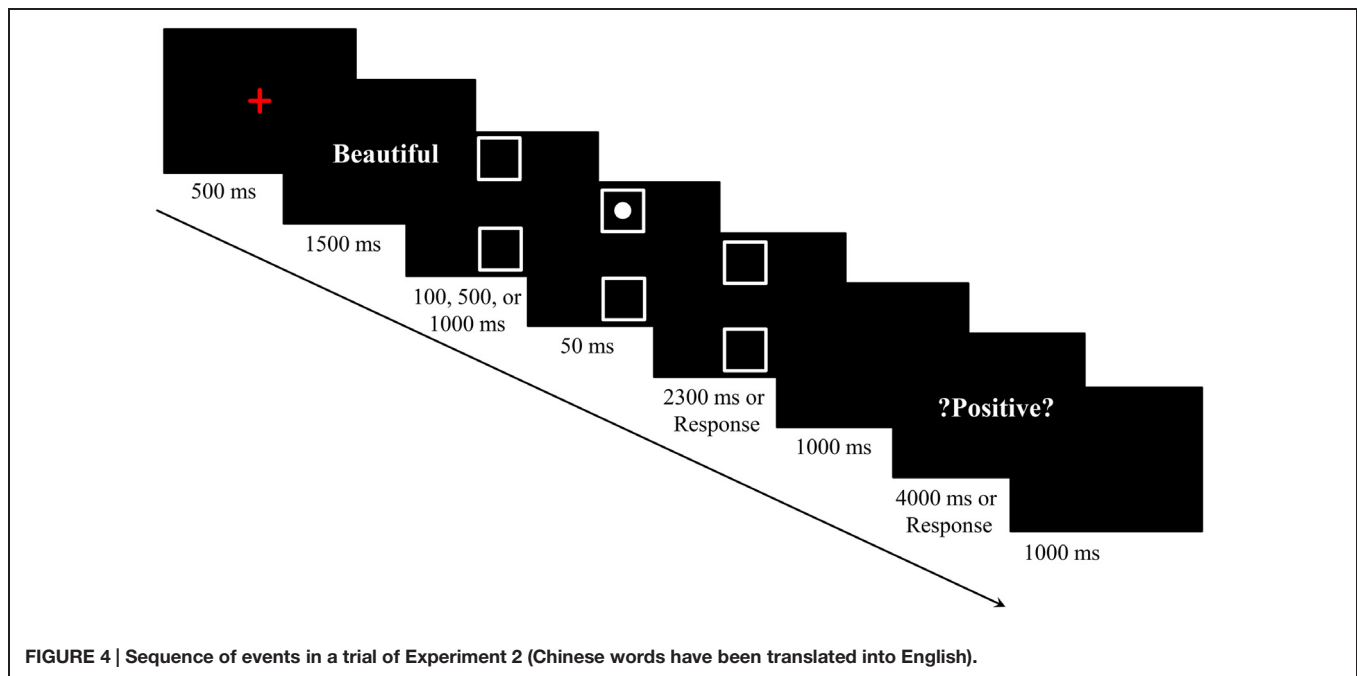 Beautiful
500 ms
1500 ms
100, 500, or
1000 ms
50 ms
2300 ms or
Response
1000 ms
?Positive?
4000 ms or
Response
1000 ms
FIGURE 4 | Sequence of events in a trial of Experiment 2 (Chinese words have been translated into English).